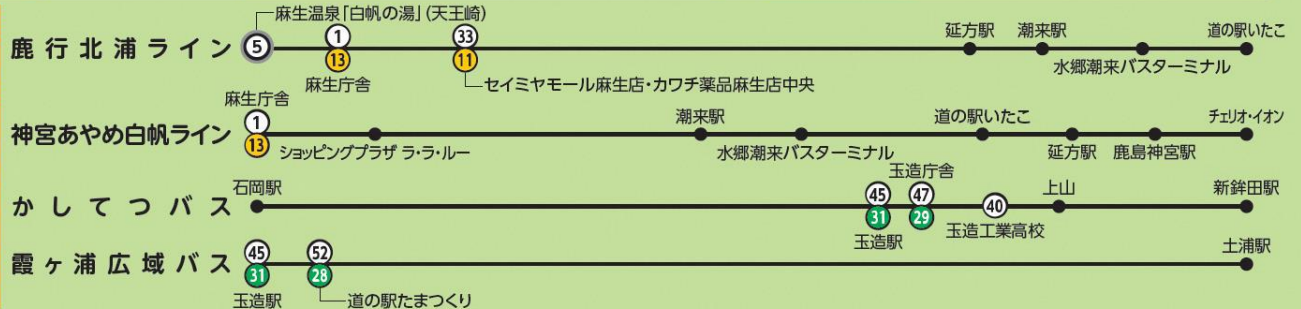 麻生温泉「白帆の湯」(天王崎)
鹿行北浦ライン
5
1
13
麻生庁舎
33
11
セイミヤモール麻生店・カワチ薬品麻生店中央
延方駅
潮来駅
水郷潮来バスターミナル
道の駅いたこ
神宮あやめ白帆ライン
麻生庁舎
1
13
ショッピングプラザ ラ・ラ・ルー
潮来駅
水郷潮来バスターミナル
道の駅いたこ
延方駅
鹿島神宮駅
チェリオ・イオン
かしてつバス
石岡駅
45
31
玉造駅
玉造庁舎
47
29
40
玉造工業高校
上山
新鉾田駅
霞ヶ浦広域バス
45
31
玉造駅
52
28
道の駅たまつくり
土浦駅